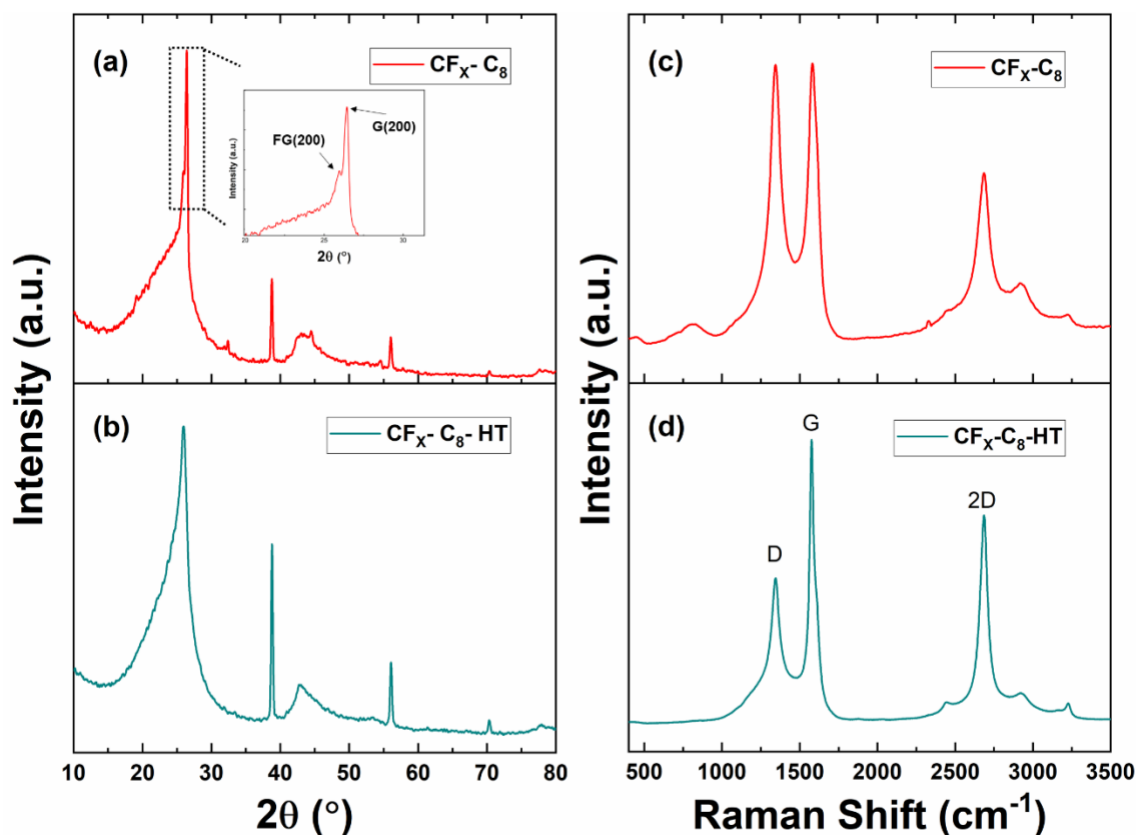 (a)
CFX- C8
Intensity (a.u.)
FG(200)
G(200)
20 25 30
2θ (°)
(b)
CFX- C8- HT
Intensity (a.u.)
10 20 30 40 50 60 70 80
2θ (°)
(c)
CFX-C8
(d)
CFX-C8-HT
D
G
2D
Intensity (a.u.)
500 1000 1500 2000 2500 3000 3500
Raman Shift (cm-1)